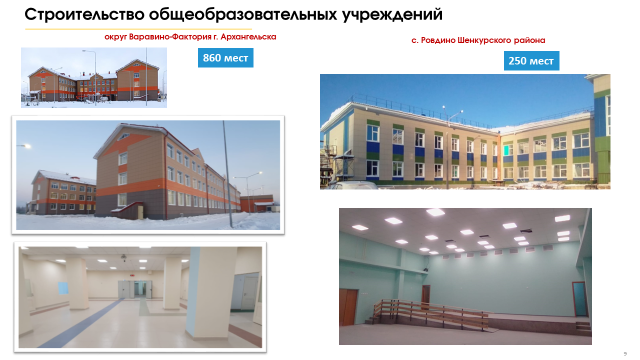 Строительство общеобразовательных учреждений
округ Варавино-Фактория г. Архангельска
860 мест
с. Ровдино Шенкурского района
250 мест